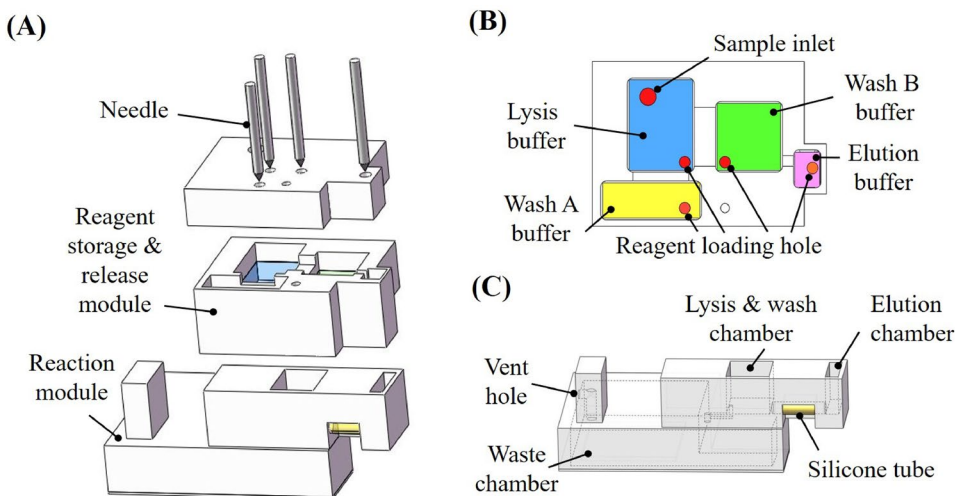 (A)
Needle
Reagent
storage &
release
module
Reaction
module
(B)
Sample inlet
Lysis
buffer
Wash B
buffer
Elution
buffer
Wash A
buffer
Reagent loading hole
(C)
Lysis & wash
chamber
Elution
chamber
Vent
hole
Waste
chamber
Silicone tube